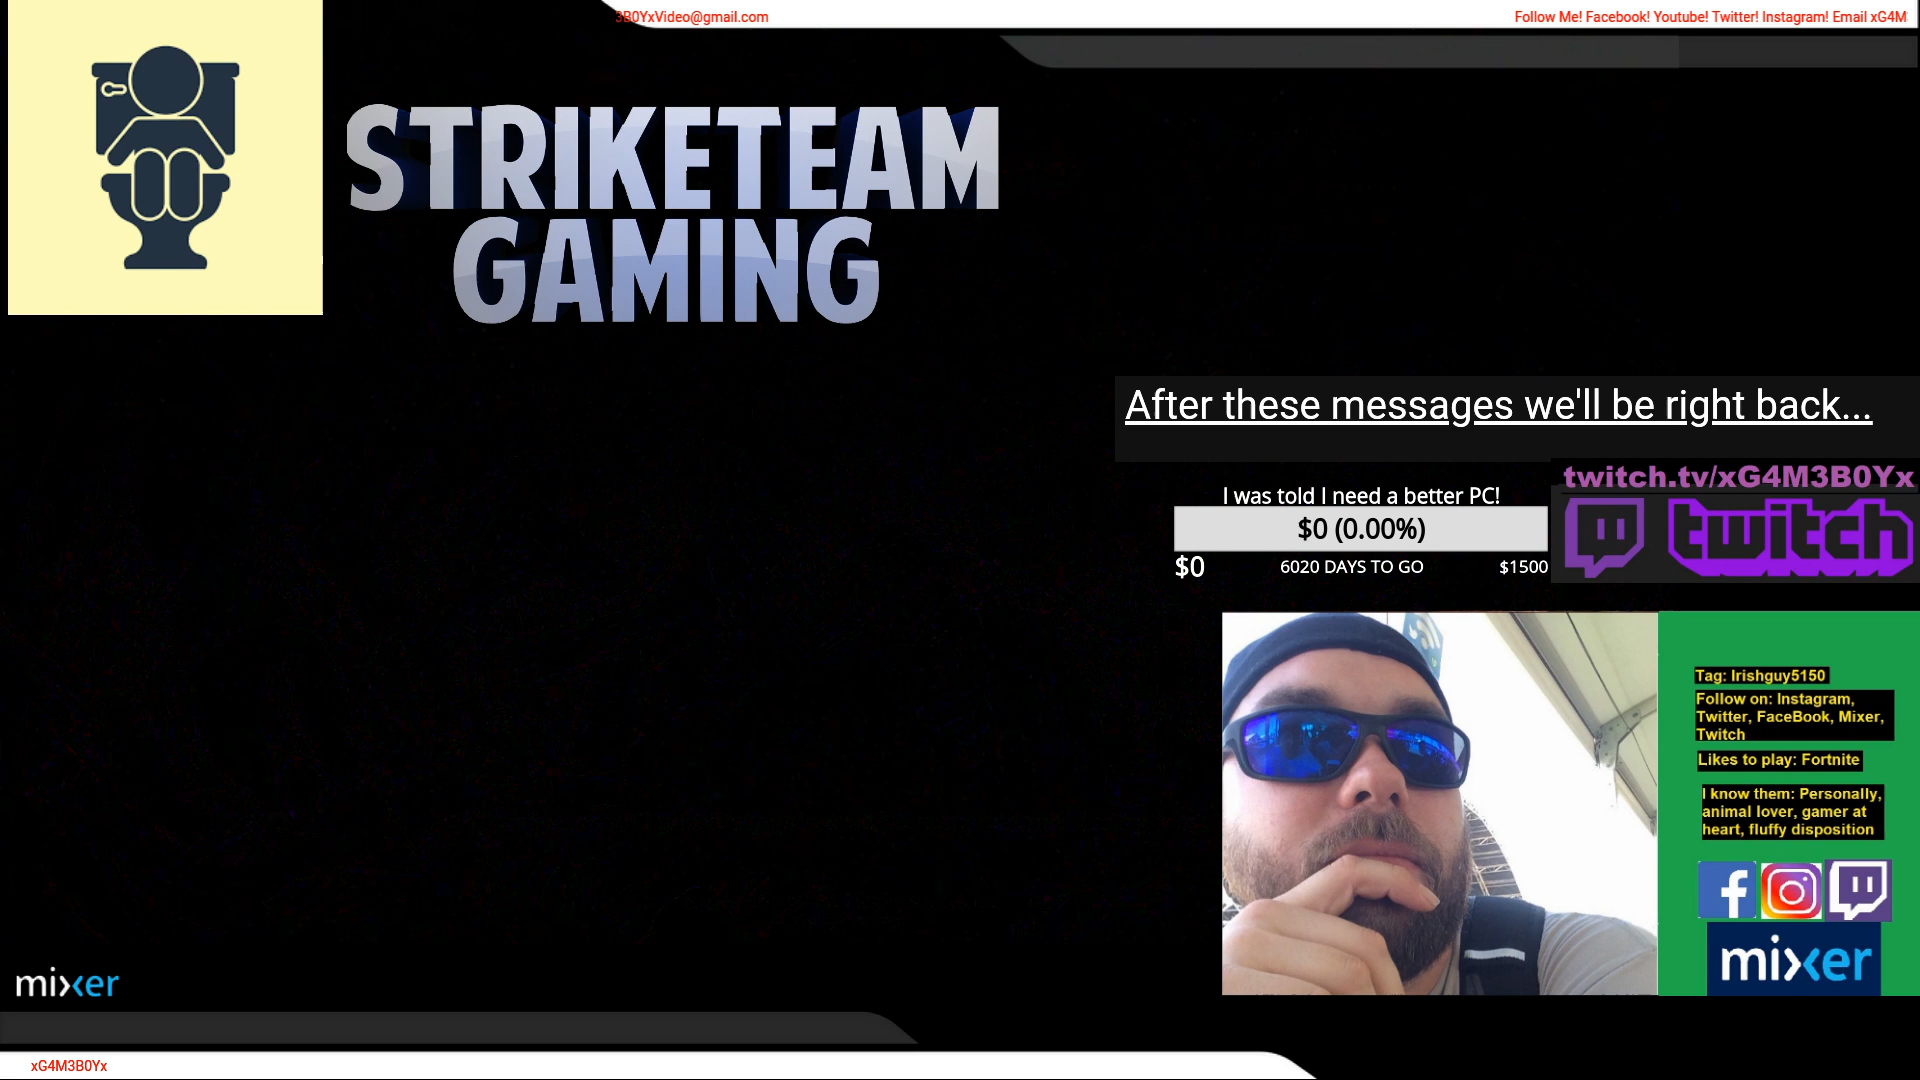 3B0YxVideo@gmail.com
Follow Me! Facebook! Youtube! Twitter! Instagram! Email xG4M
STRIKETEAM
GAMING
After these messages we'll be right back...
twitch.tv/xG4M3B0Yx
I was told I need a better PC!
$0 (0.00%)
$0 6020 DAYS TO GO $1500
twitch
Tag: Irishguy5150
Follow on: Instagram,
Twitter, FaceBook, Mixer,
Twitch
Likes to play: Fortnite
I know them: Personally,
animal lover, gamer at
heart, fluffy disposition
mixer
mixer
xG4M3B0Yx